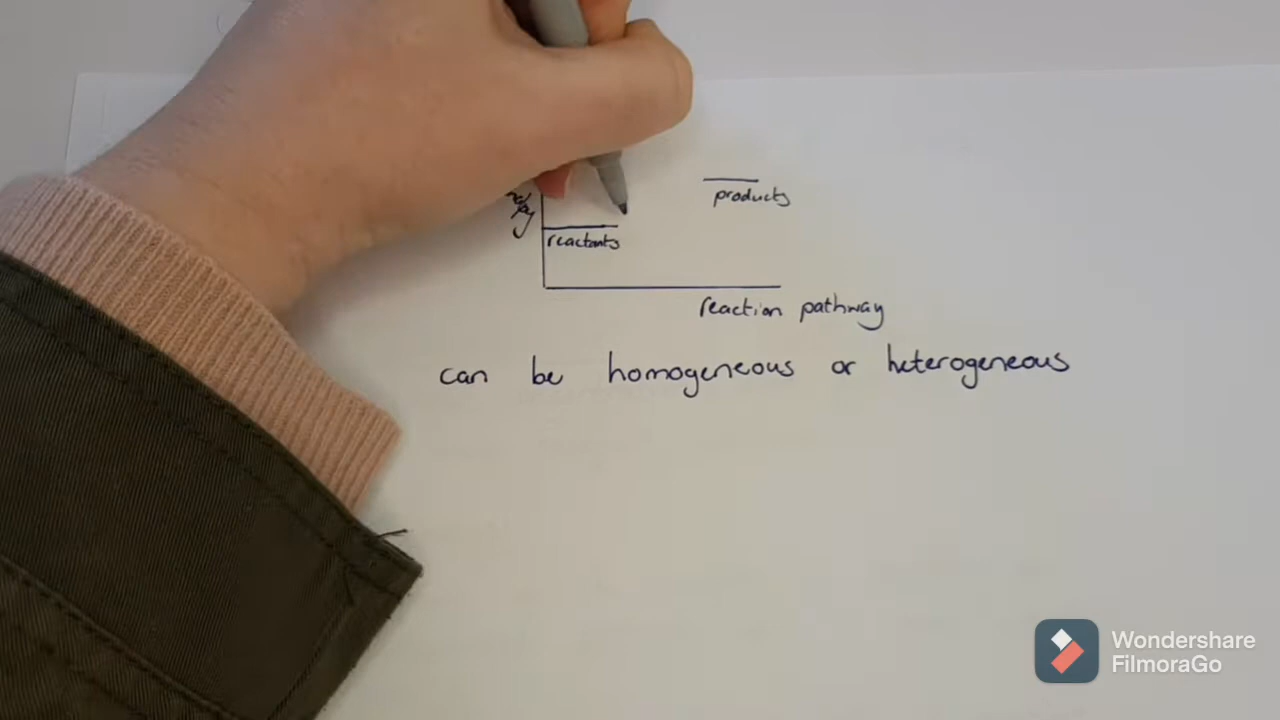 products
reactants
reaction pathway
can be homogeneous or heterogeneous
Wondershare
FilmoraGo